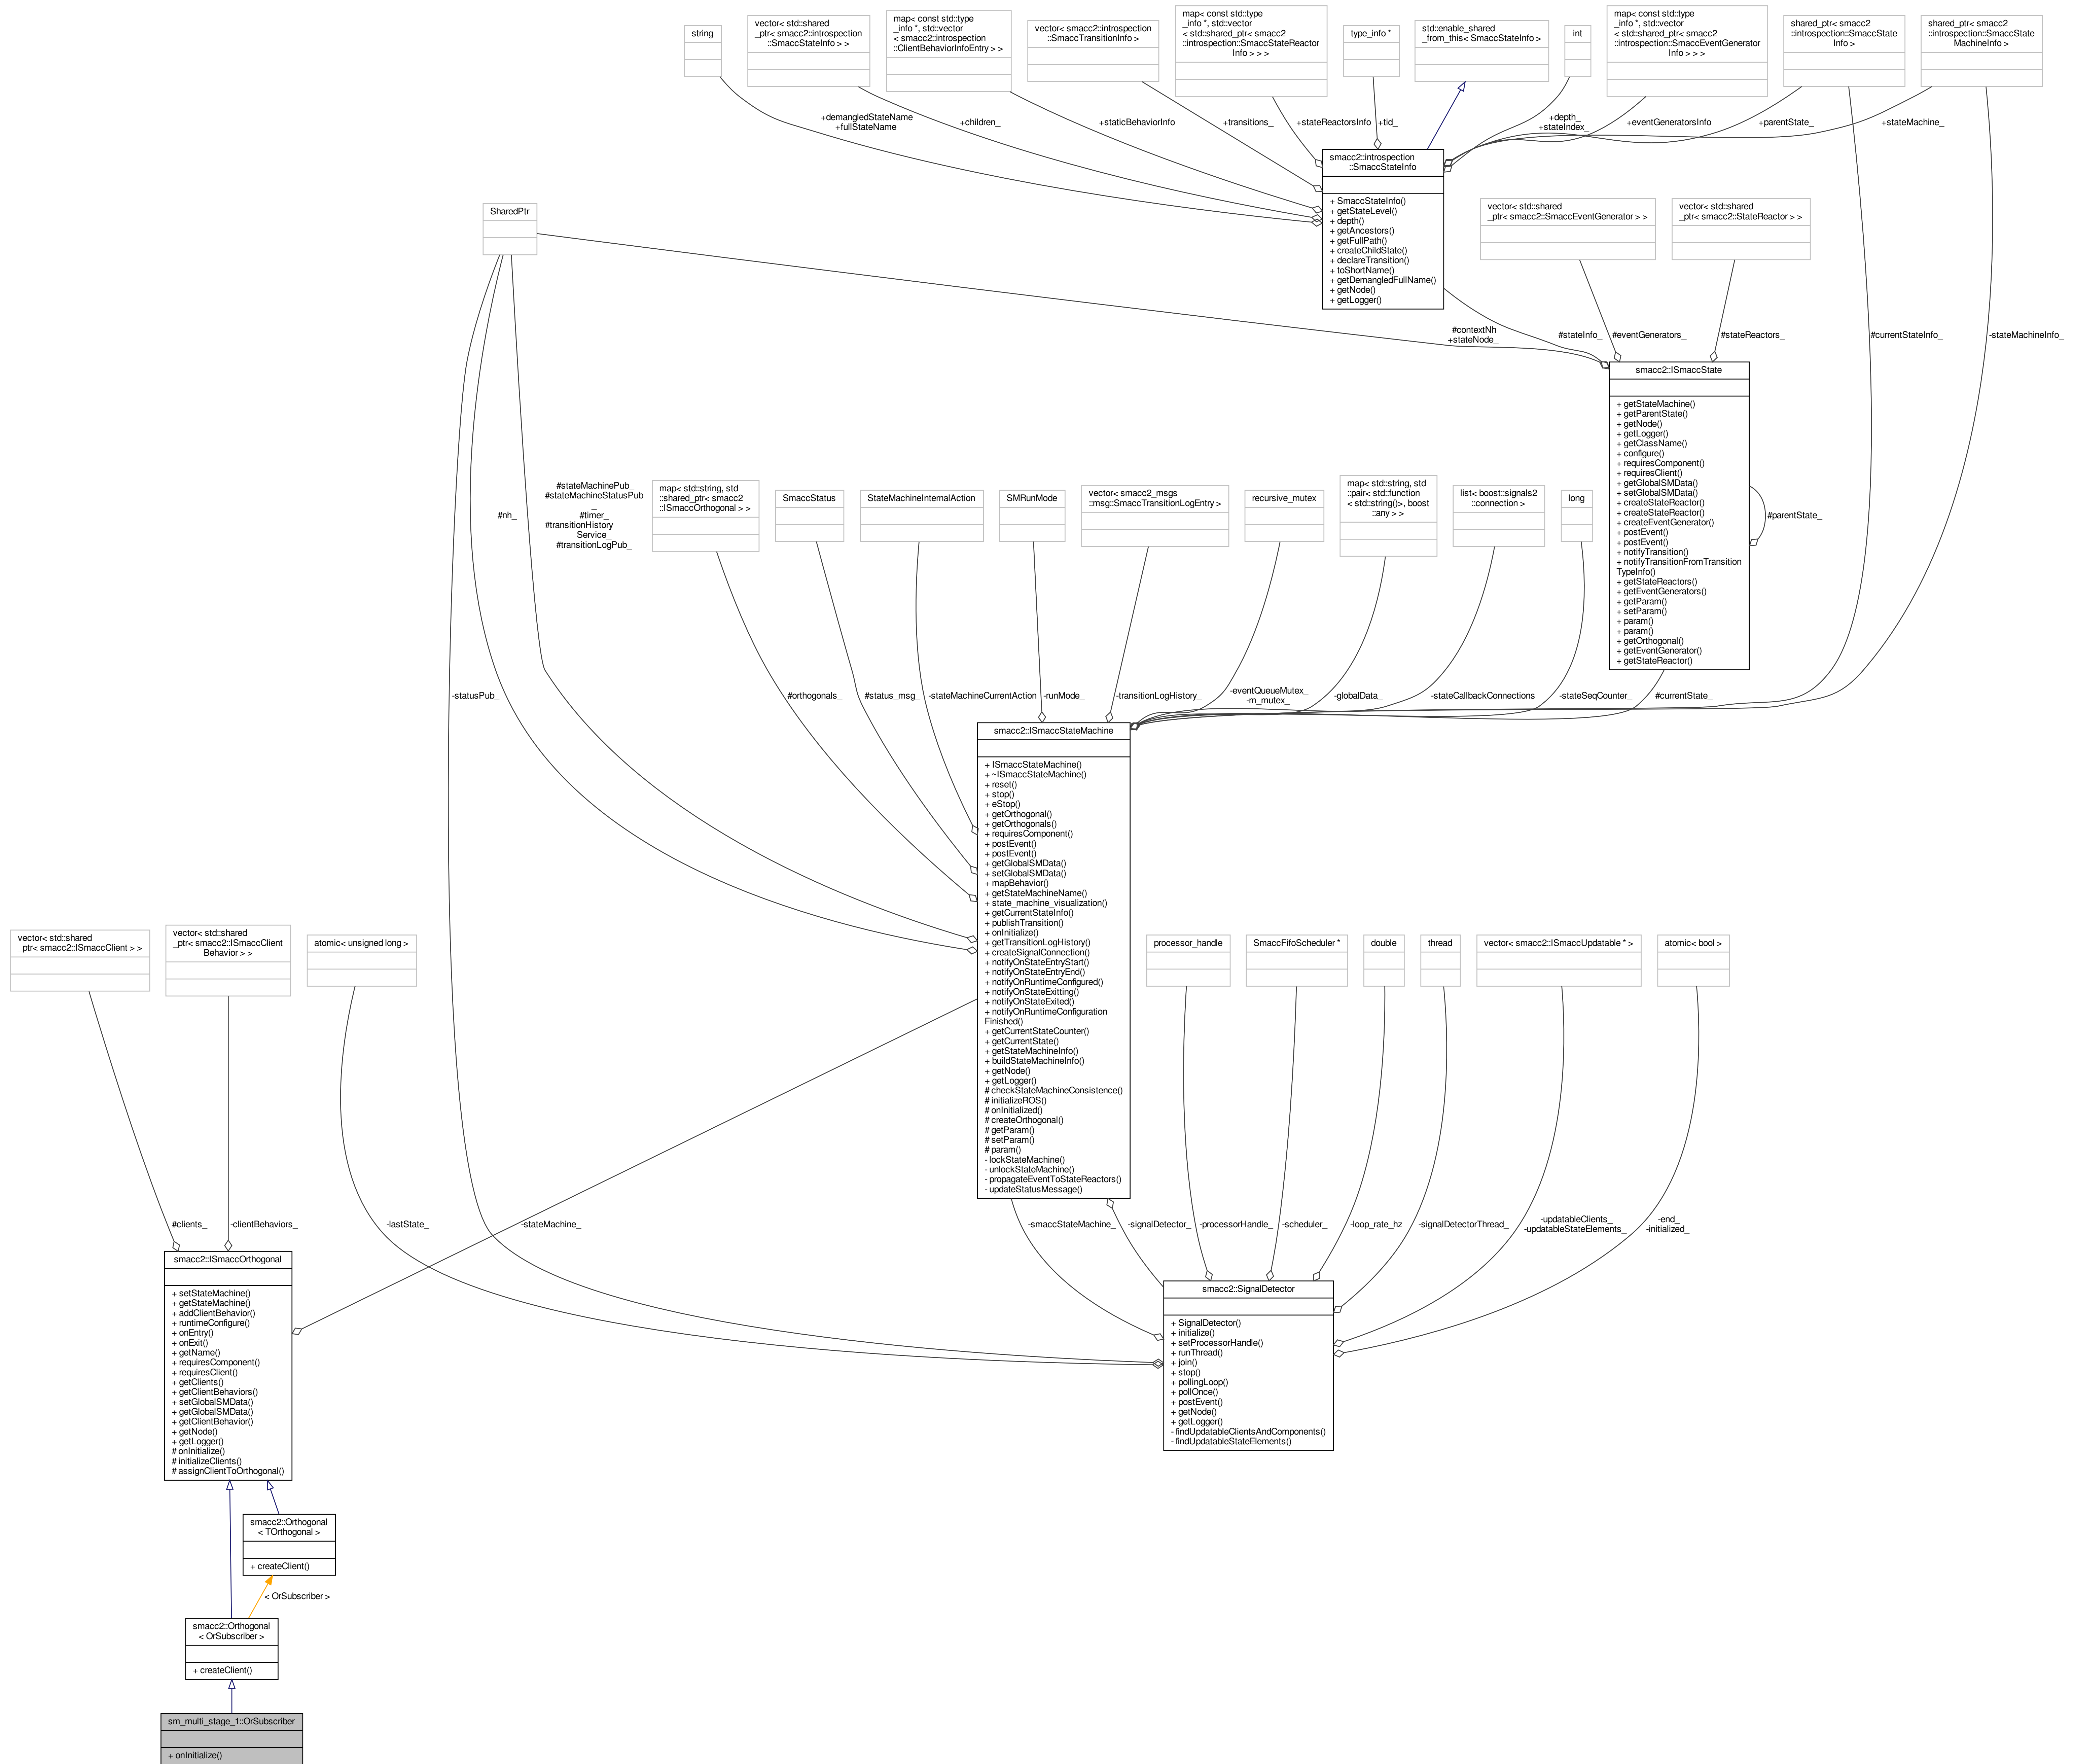 string
vector< std::shared
_ptr< smacc2::introspection
::SmaccStateInfo > >
map< const std::type
_info *, std::vector
< smacc2::introspection
::ClientBehaviorInfoEntry > >
vector< smacc2::introspection
::SmaccTransitionInfo >
map< const std::type
_info *, std::vector
< std::shared_ptr< smacc2
::introspection::SmaccStateReactor
Info > > >
type_info *
std::enable_shared
_from_this< SmaccStateInfo >
int
map< const std::type
_info *, std::vector
< std::shared_ptr< smacc2
::introspection::SmaccEventGenerator
Info > > >
shared_ptr< smacc2
::introspection::SmaccState
Info >
shared_ptr< smacc2
::introspection::SmaccState
MachineInfo >
+demangledStateName
+fullStateName
+children_
+staticBehaviorInfo
+transitions_
+stateReactorsInfo
+tid_
+depth_
+stateIndex_
+eventGeneratorsInfo
+parentState_
+stateMachine_
smacc2::introspection
::SmaccStateInfo
+ SmaccStateInfo()
+ getStateLevel()
+ depth()
+ getAncestors()
+ getFullPath()
+ createChildState()
+ declareTransition()
+ toShortName()
+ getDemangledFullName()
+ getNode()
+ getLogger()
SharedPtr
vector< std::shared
_ptr< smacc2::SmaccEventGenerator > >
vector< std::shared
_ptr< smacc2::StateReactor > >
#contextNh
+stateNode_
#stateInfo_
#eventGenerators_
#stateReactors_
#currentStateInfo_
-stateMachineInfo_
smacc2::ISmaccState
+ getStateMachine()
+ getParentState()
+ getNode()
+ getLogger()
+ getClassName()
+ configure()
+ requiresComponent()
+ requiresClient()
+ getGlobalSMData()
+ setGlobalSMData()
+ createStateReactor()
+ createStateReactor()
+ createEventGenerator()
+ postEvent()
+ postEvent()
+ notifyTransition()
+ notifyTransitionFromTransition
TypeInfo()
+ getStateReactors()
+ getEventGenerators()
+ getParam()
+ setParam()
+ param()
+ param()
+ getOrthogonal()
+ getEventGenerator()
+ getStateReactor()
#parentState_
#nh_
#stateMachinePub_
#stateMachineStatusPub
_
#timer_
#transitionHistory
Service_
#transitionLogPub_
map< std::string, std
::shared_ptr< smacc2
::ISmaccOrthogonal > >
SmaccStatus
StateMachineInternalAction
SMRunMode
vector< smacc2_msgs
::msg::SmaccTransitionLogEntry >
recursive_mutex
map< std::string, std
::pair< std::function
< std::string()>, boost
::any > >
list< boost::signals2
::connection >
long
-statusPub_
#orthogonals_
#status_msg_
-stateMachineCurrentAction
-runMode_
-transitionLogHistory_
-eventQueueMutex_
-m_mutex_
-globalData_
-stateCallbackConnections
-stateSeqCounter_
#currentState_
smacc2::ISmaccStateMachine
+ ISmaccStateMachine()
+ ~ISmaccStateMachine()
+ reset()
+ stop()
+ eStop()
+ getOrthogonal()
+ getOrthogonals()
+ requiresComponent()
+ postEvent()
+ postEvent()
+ getGlobalSMData()
+ setGlobalSMData()
+ mapBehavior()
+ getStateMachineName()
+ state_machine_visualization()
+ getCurrentStateInfo()
+ publishTransition()
+ onInitialize()
+ getTransitionLogHistory()
+ createSignalConnection()
+ notifyOnStateEntryStart()
+ notifyOnStateEntryEnd()
+ notifyOnRuntimeConfigured()
+ notifyOnStateExitting()
+ notifyOnStateExited()
+ notifyOnRuntimeConfiguration
Finished()
+ getCurrentStateCounter()
+ getCurrentState()
+ getStateMachineInfo()
+ buildStateMachineInfo()
+ getNode()
+ getLogger()
# checkStateMachineConsistence()
# initializeROS()
# onInitialized()
# createOrthogonal()
# getParam()
# setParam()
# param()
- lockStateMachine()
- unlockStateMachine()
- propagateEventToStateReactors()
- updateStatusMessage()
vector< std::shared
_ptr< smacc2::ISmaccClient > >
vector< std::shared
_ptr< smacc2::ISmaccClient
Behavior > >
atomic< unsigned long >
processor_handle
SmaccFifoScheduler *
double
thread
vector< smacc2::ISmaccUpdatable * >
atomic< bool >
#clients_
-clientBehaviors_
-lastState_
-stateMachine_
-smaccStateMachine_
-signalDetector_
-processorHandle_
-scheduler_
-loop_rate_hz
-signalDetectorThread_
-updatableClients_
-updatableStateElements_
-end_
-initialized_
smacc2::ISmaccOrthogonal
+ setStateMachine()
+ getStateMachine()
+ addClientBehavior()
+ runtimeConfigure()
+ onEntry()
+ onExit()
+ getName()
+ requiresComponent()
+ requiresClient()
+ getClients()
+ getClientBehaviors()
+ setGlobalSMData()
+ getGlobalSMData()
+ getClientBehavior()
+ getNode()
+ getLogger()
# onInitialize()
# initializeClients()
# assignClientToOrthogonal()
smacc2::SignalDetector
+ SignalDetector()
+ initialize()
+ setProcessorHandle()
+ runThread()
+ join()
+ stop()
+ pollingLoop()
+ pollOnce()
+ postEvent()
+ getNode()
+ getLogger()
- findUpdatableClientsAndComponents()
- findUpdatableStateElements()
smacc2::Orthogonal
< TOrthogonal >
+ createClient()
< OrSubscriber >
smacc2::Orthogonal
< OrSubscriber >
+ createClient()
sm_multi_stage_1::OrSubscriber
+ onInitialize()